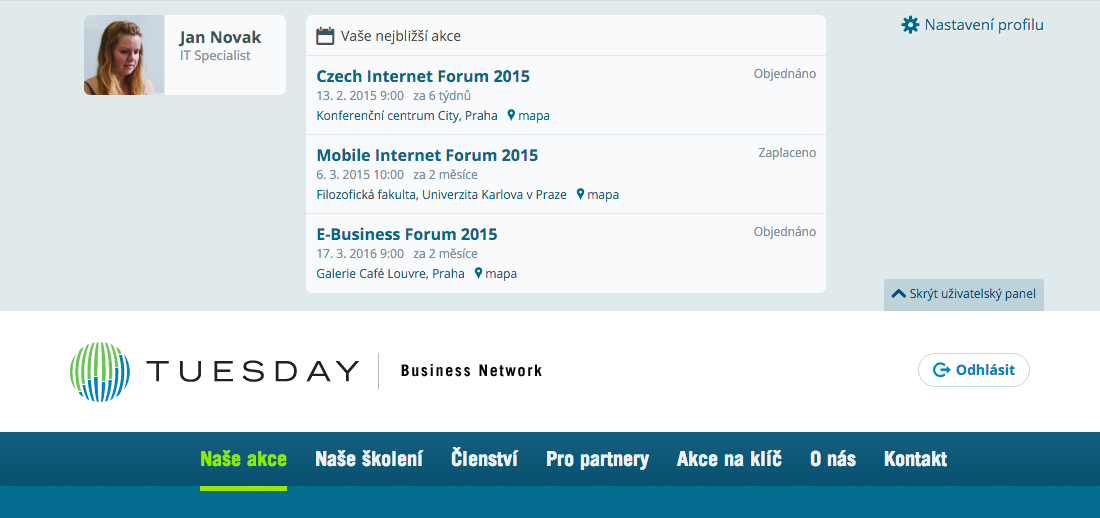 Jan Novak
IT Specialist
Vaše nejbližší akce
Czech Internet Forum 2015
Objednáno
13. 2. 2015 9:00 za 6 týdnů
Konferenční centrum City, Praha mapa
Mobile Internet Forum 2015
Zaplaceno
6. 3. 2015 10:00 za 2 měsíce
Filozofická fakulta, Univerzita Karlova v Praze mapa
E-Business Forum 2015
Objednáno
17. 3. 2016 9:00 za 2 měsíce
Galerie Café Louvre, Praha mapa
Nastavení profilu
Skrýt uživatelský panel
TUESDAY Business Network
Odhlásit
Naše akce Naše školení Členství Pro partnery Akce na klíč O nás Kontakt